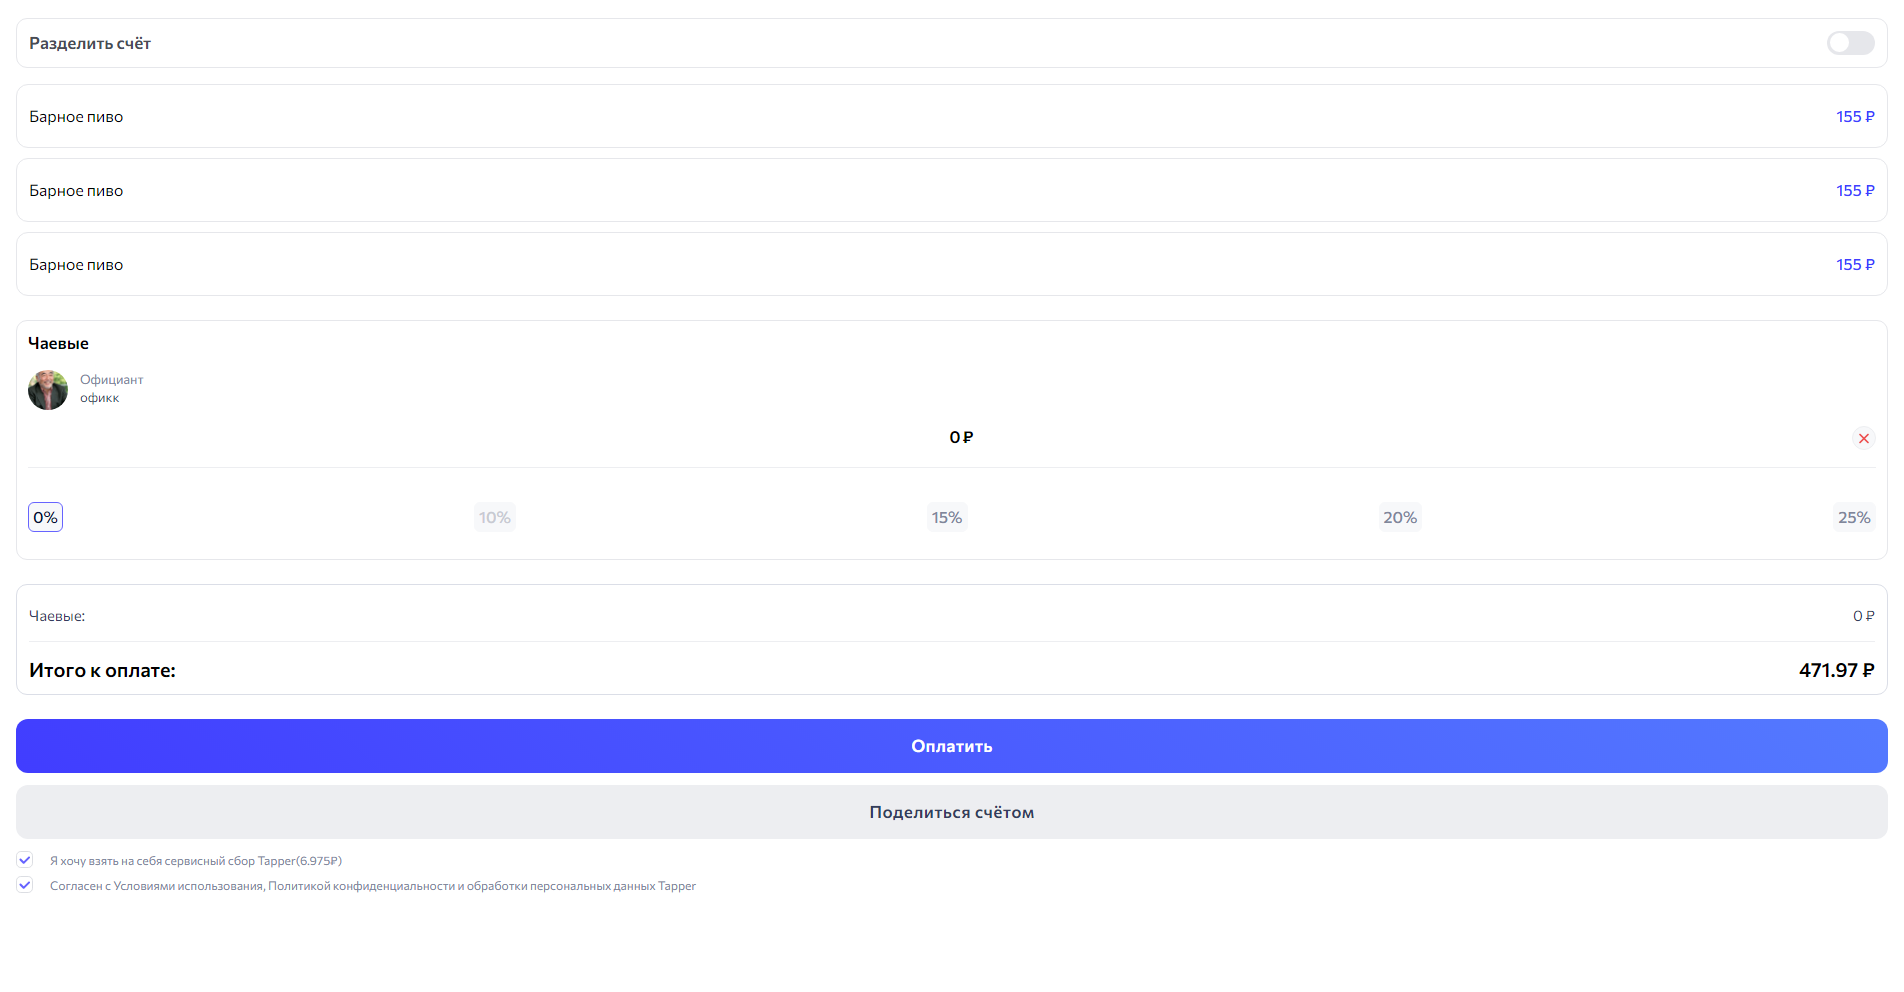 Разделить счёт
Барное пиво 155 ₽
Барное пиво 155 ₽
Барное пиво 155 ₽
Чаевые
Официант
офикк
0 ₽
0% 10% 15% 20% 25%
Чаевые: 0 ₽
Итого к оплате: 471.97 ₽
Оплатить
Поделиться счётом
Я хочу взять на себя сервисный сбор Tapper(6.975₽)
Согласен с Условиями использования, Политикой конфиденциальности и обработки персональных данных Tapper